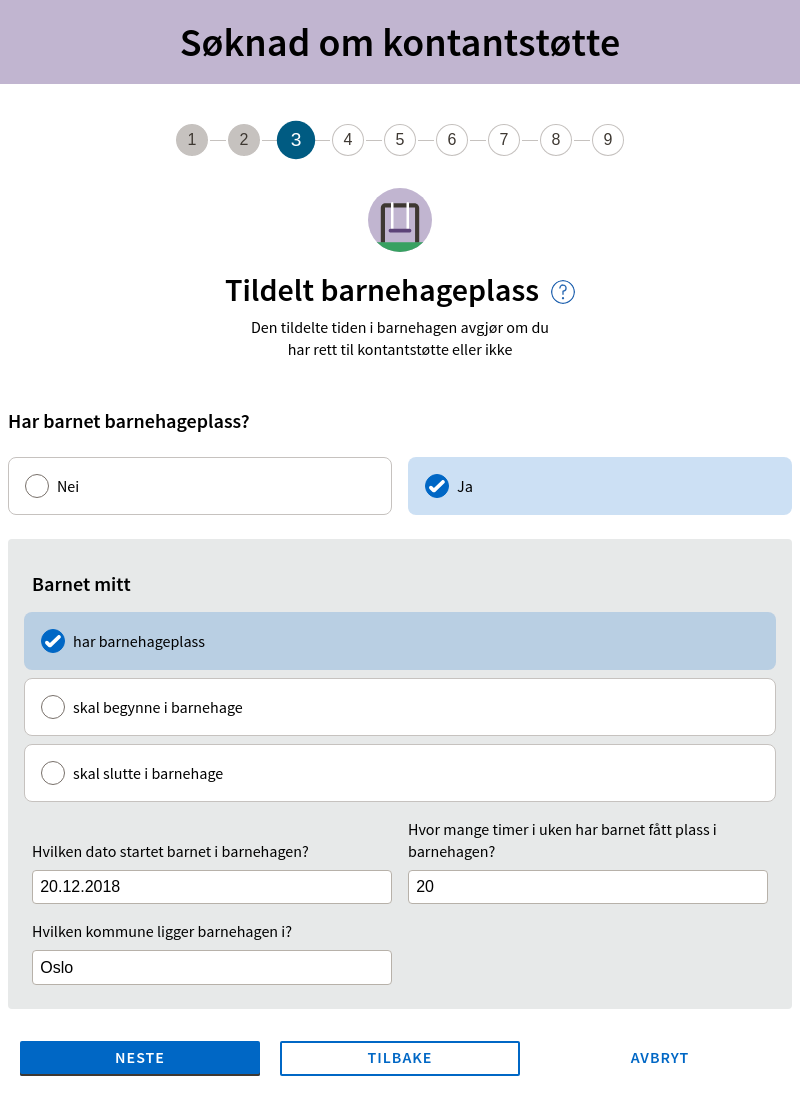 Søknad om kontantstøtte
1 2 3 4 5 6 7 8 9
Tildelt barnehageplass ?
Den tildelte tiden i barnehagen avgjør om du
har rett til kontantstøtte eller ikke
Har barnet barnehageplass?
Nei
Ja
Barnet mitt
har barnehageplass
skal begynne i barnehage
skal slutte i barnehage
Hvilken dato startet barnet i barnehagen?
20.12.2018
Hvor mange timer i uken har barnet fått plass i
barnehagen?
20
Hvilken kommune ligger barnehagen i?
Oslo
NESTE
TILBAKE
AVBRYT